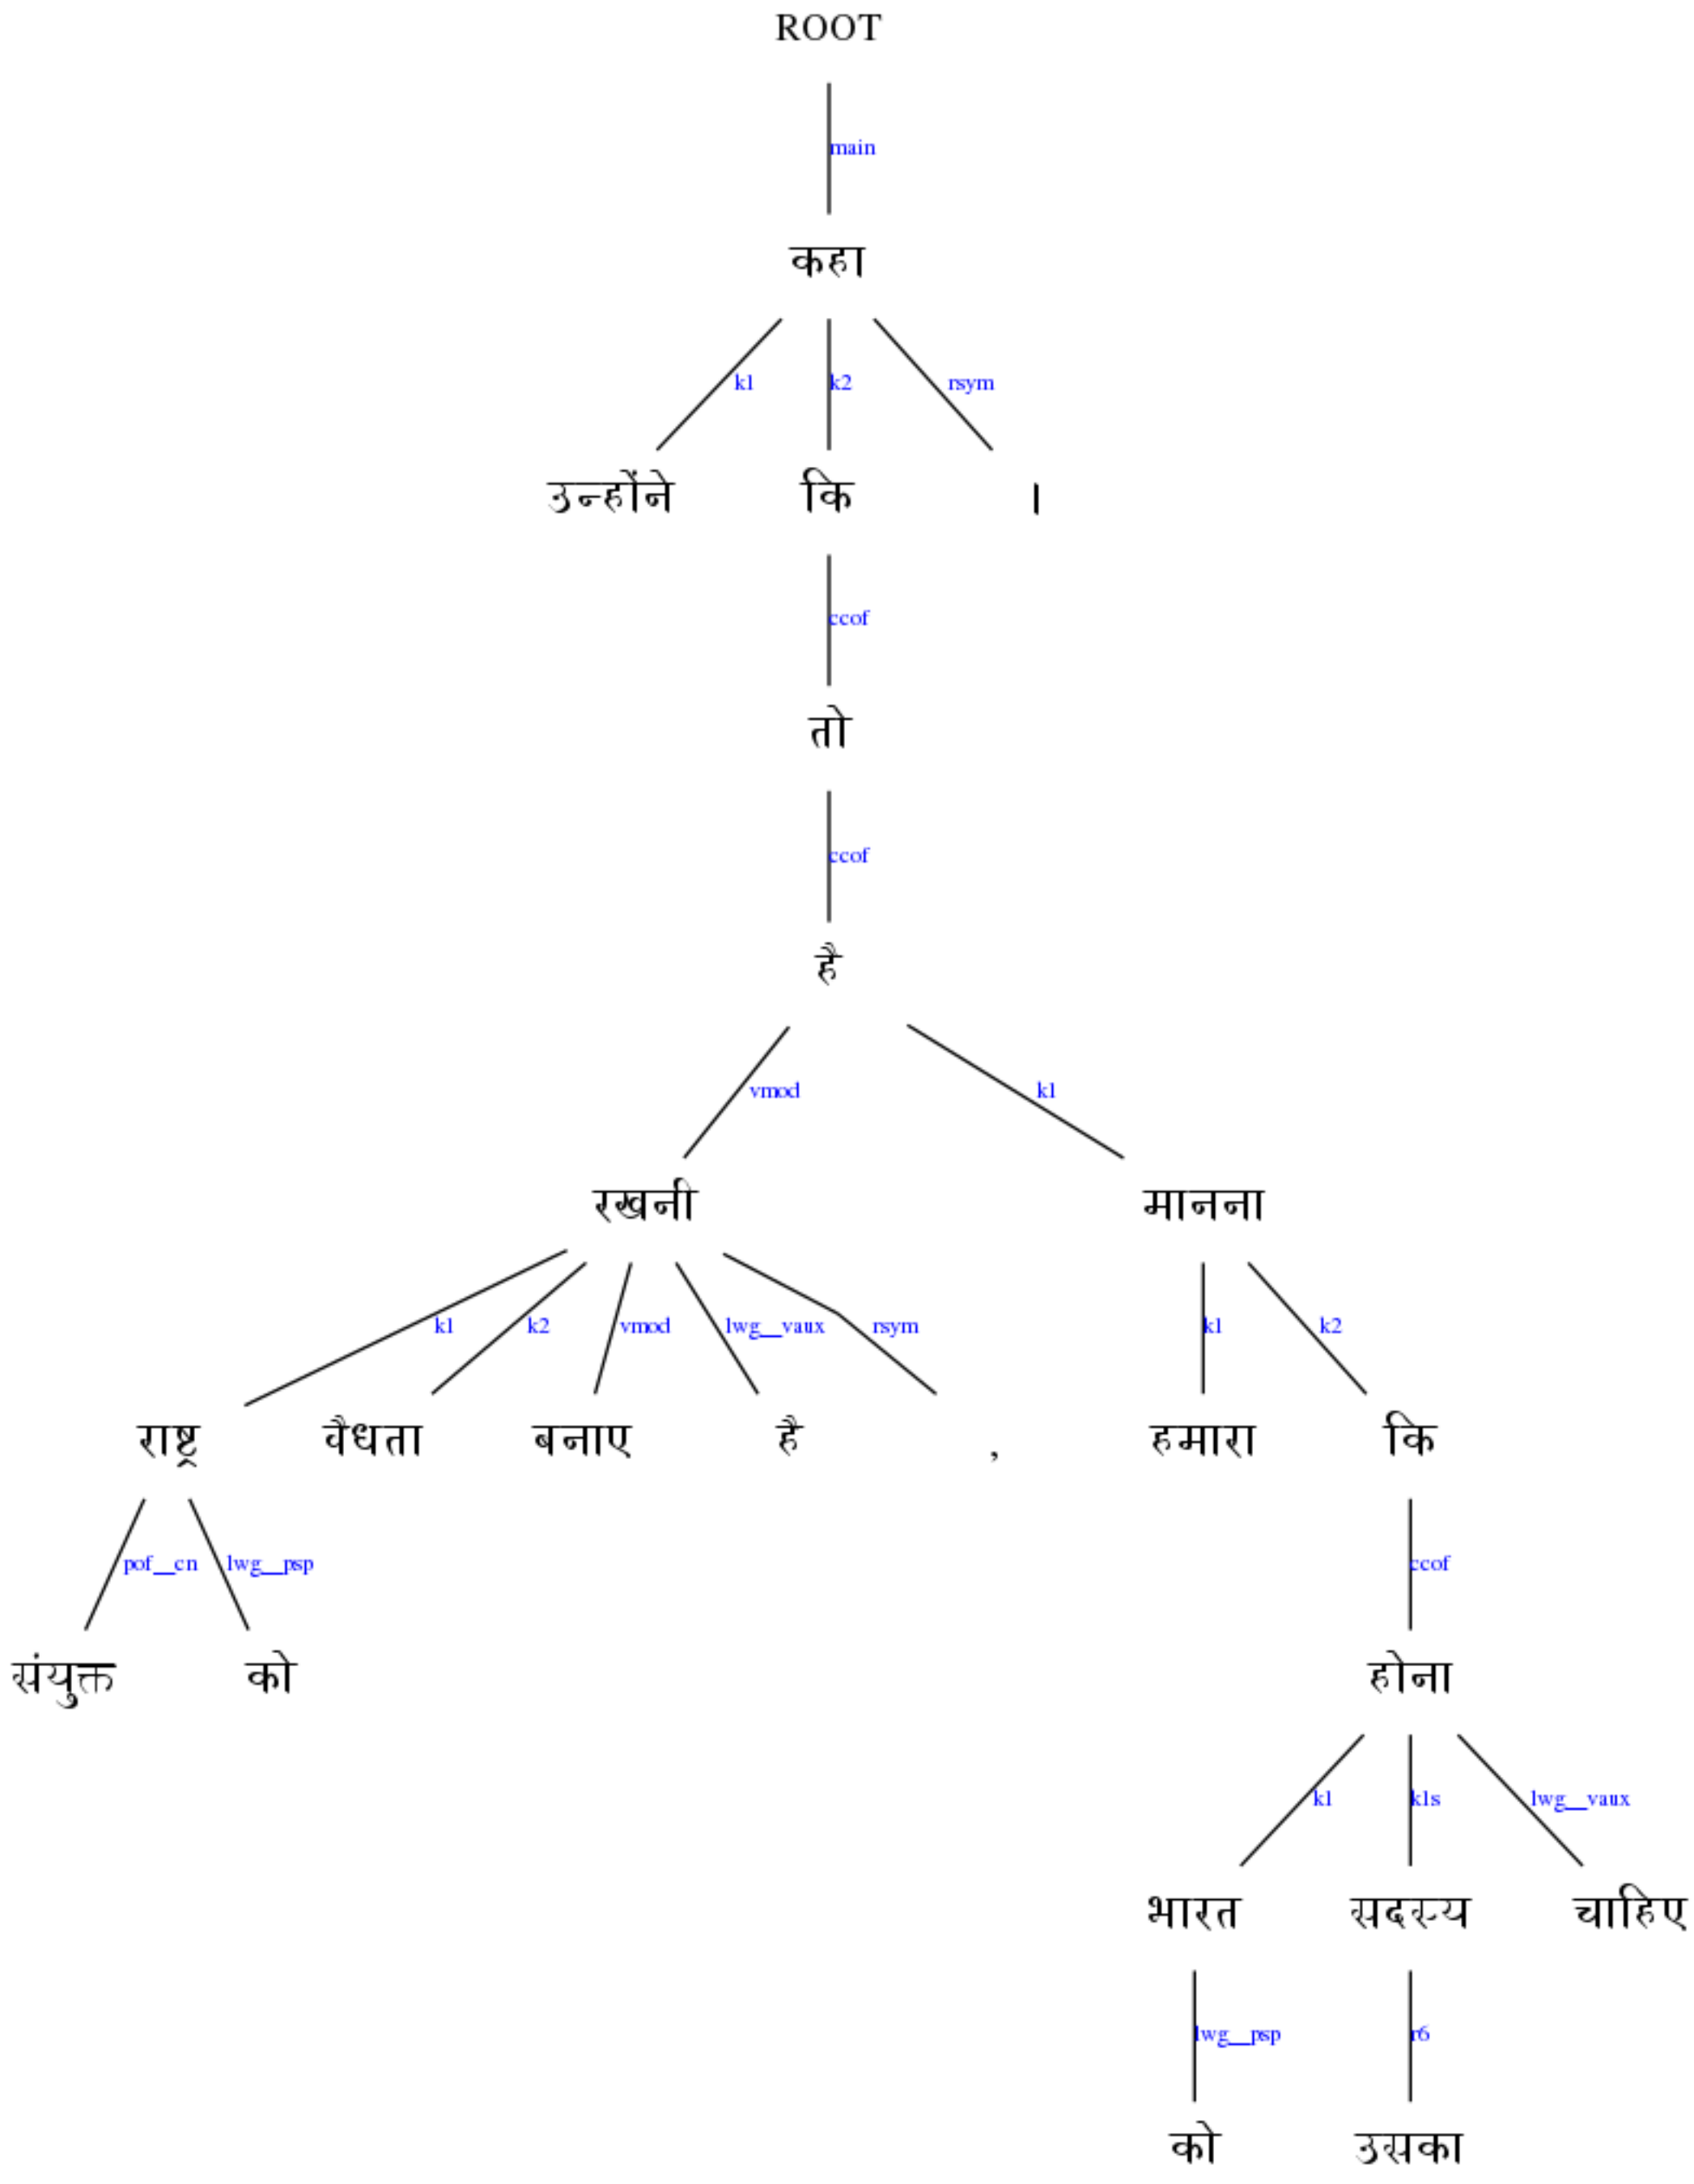 ROOT
main
कहा
k1 k2 rsym
उन्होंने कि ।
ccof
तो
ccof
है
vmod k1
रखनी मानना
k1 k2 vmod lwg__vaux rsym k1 k2
राष्ट्र वैधता बनाए है , हमारा कि
pof__cn lwg__psp ccof
संयुक्त को होना
k1 k1s lwg__vaux
भारत सदस्य चाहिए
lwg__psp r6
को उसका